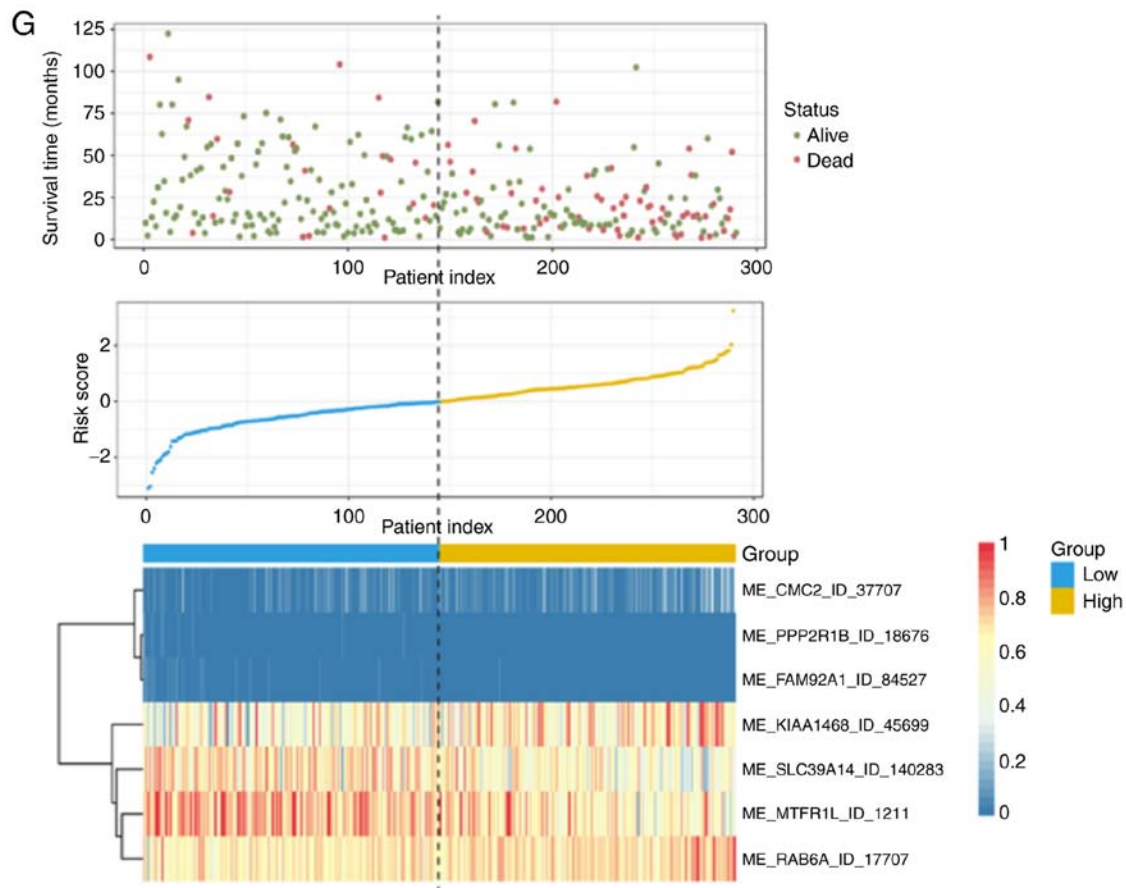 G
Survival time (months)
125
100
75
50
25
0
0 100 200 300
Patient index
Status
Alive
Dead
Risk score
2
0
−2
0 100 200 300
Patient index
Group
ME_CMC2_ID_37707
ME_PPP2R1B_ID_18676
ME_FAM92A1_ID_84527
ME_KIAA1468_ID_45699
ME_SLC39A14_ID_140283
ME_MTFR1L_ID_1211
ME_RAB6A_ID_17707
1
0.8
0.6
0.4
0.2
0
Group
Low
High